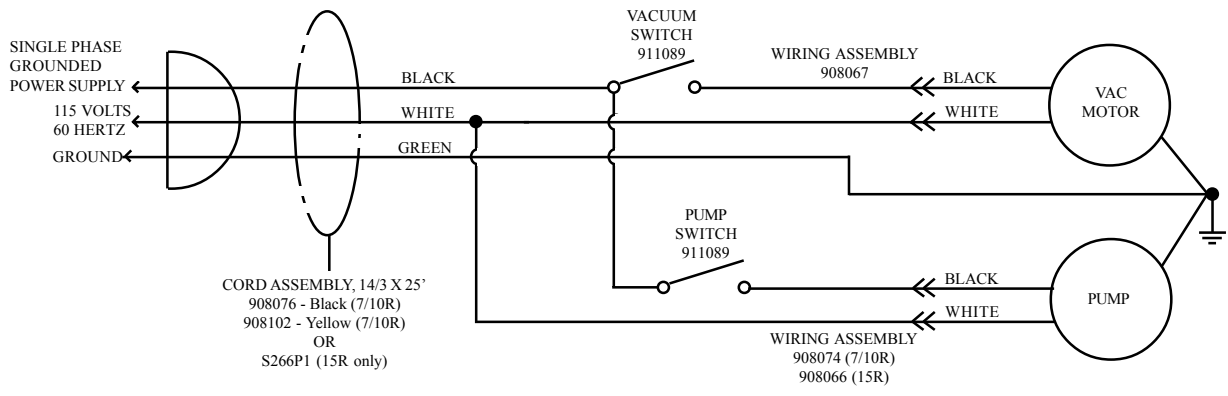 SINGLE PHASE
GROUNDED
POWER SUPPLY
115 VOLTS
60 HERTZ
GROUND
BLACK
WHITE
GREEN
CORD ASSEMBLY, 14/3 X 25’
908076 - Black (7/10R)
908102 - Yellow (7/10R)
OR
S266P1 (15R only)
VACUUM
SWITCH
911089
WIRING ASSEMBLY
908067
BLACK
WHITE
VAC
MOTOR
PUMP
SWITCH
911089
BLACK
WHITE
PUMP
WIRING ASSEMBLY
908074 (7/10R)
908066 (15R)